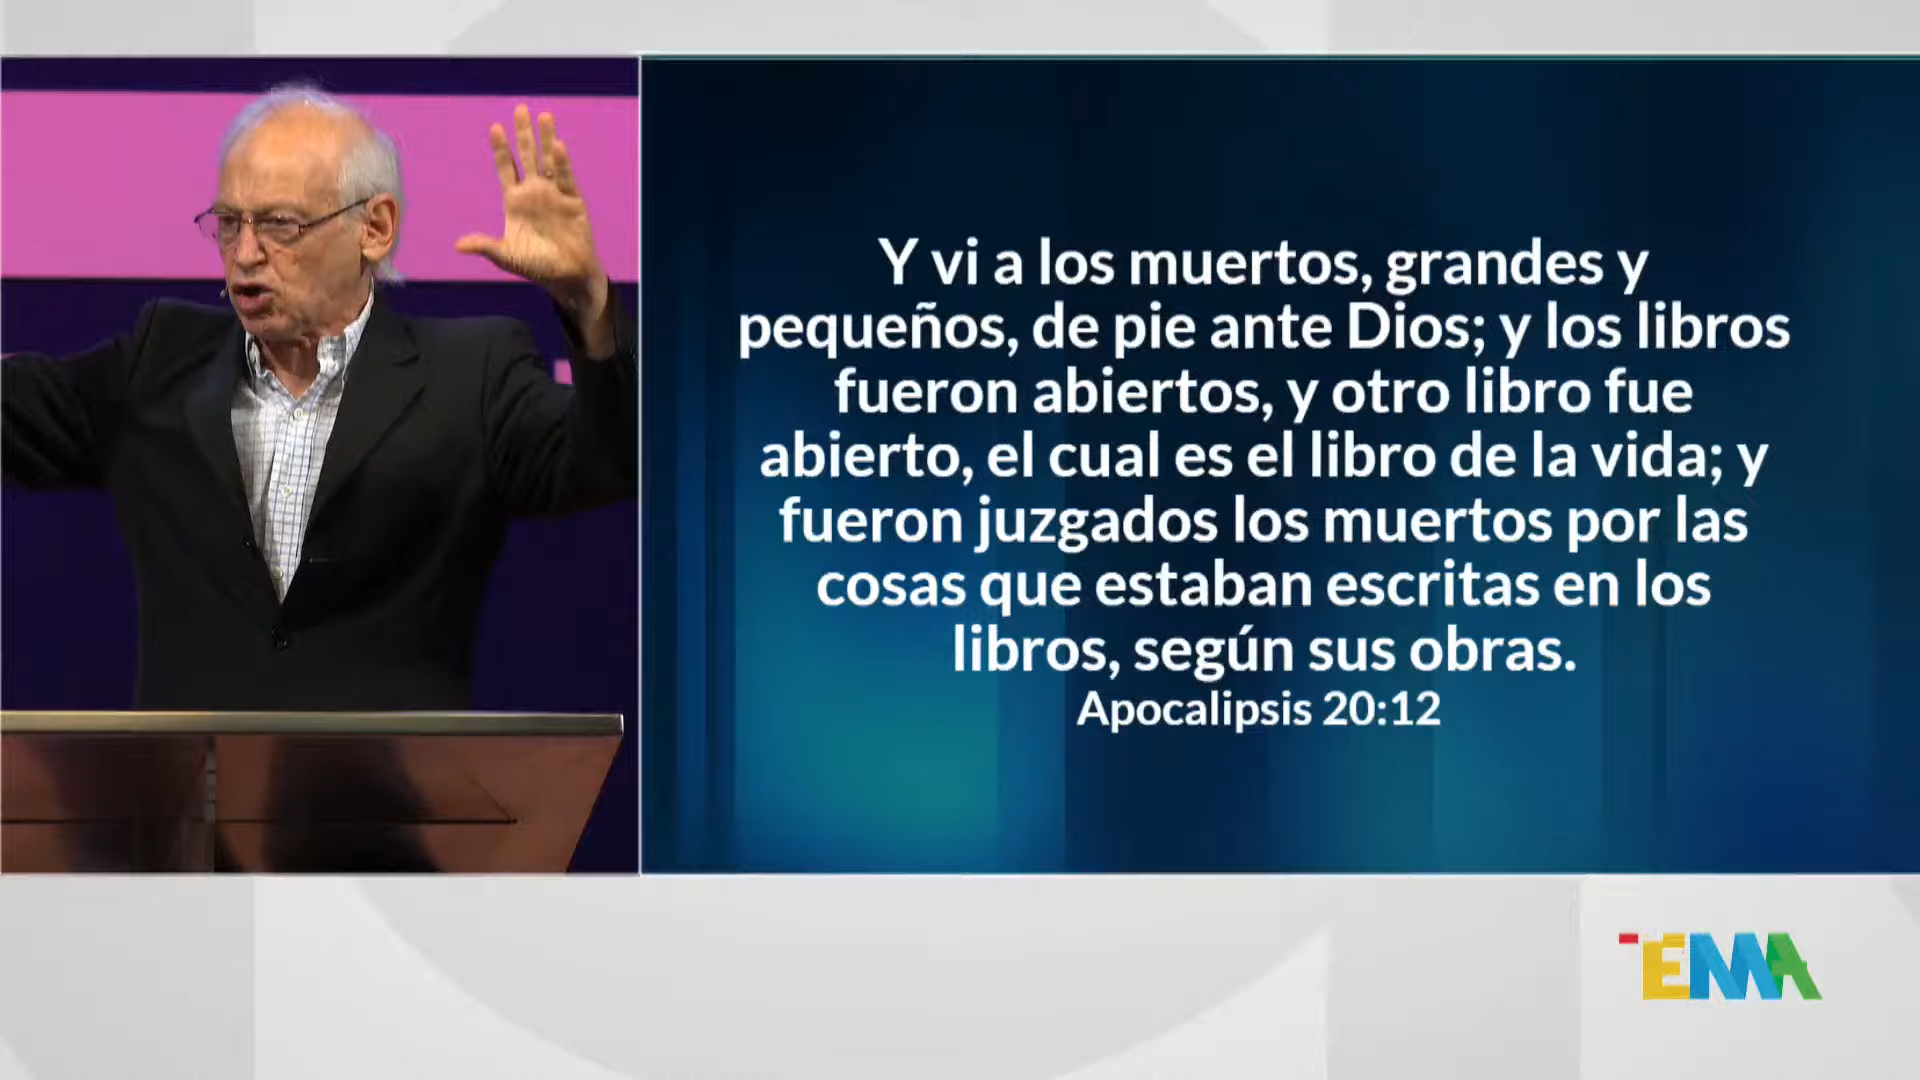 Y vi a los muertos, grandes y
pequeños, de pie ante Dios; y los libros
fueron abiertos, y otro libro fue
abierto, el cual es el libro de la vida; y
fueron juzgados los muertos por las
cosas que estaban escritas en los
libros, según sus obras.
Apocalipsis 20:12
EMA